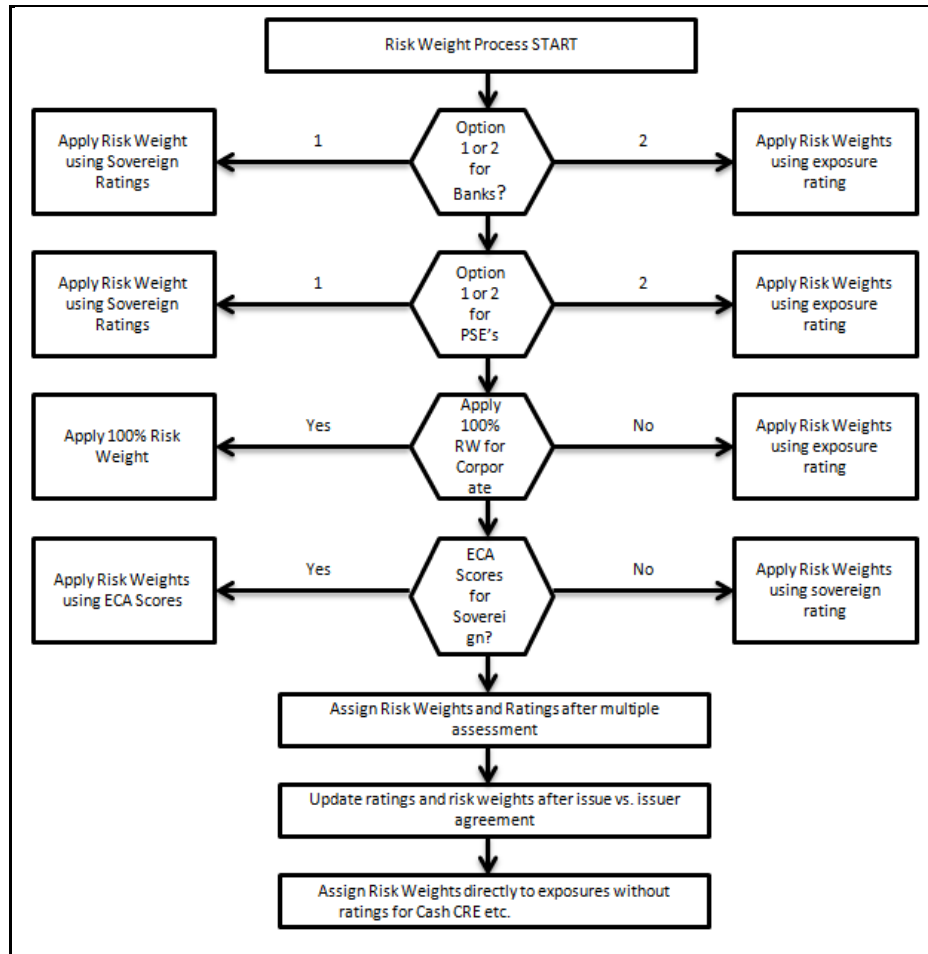 Risk Weight Process START
Apply Risk Weight
using Sovereign
Ratings
1
Option
1 or 2
for
Banks?
2
Apply Risk Weights
using exposure
rating
Apply Risk Weight
using Sovereign
Ratings
1
Option
1 or 2
for
PSE's
2
Apply Risk Weights
using exposure
rating
Apply 100% Risk
Weight
Yes
Apply
100%
RW for
Corpor
ate
No
Apply Risk Weights
using exposure
rating
Apply Risk Weights
using ECA Scores
Yes
ECA
Scores
for
Soverei
gn?
No
Apply Risk Weights
using sovereign
rating
Assign Risk Weights and Ratings after multiple
assessment
Update ratings and risk weights after issue vs. issuer
agreement
Assign Risk Weights directly to exposures without
ratings for Cash CRE etc.